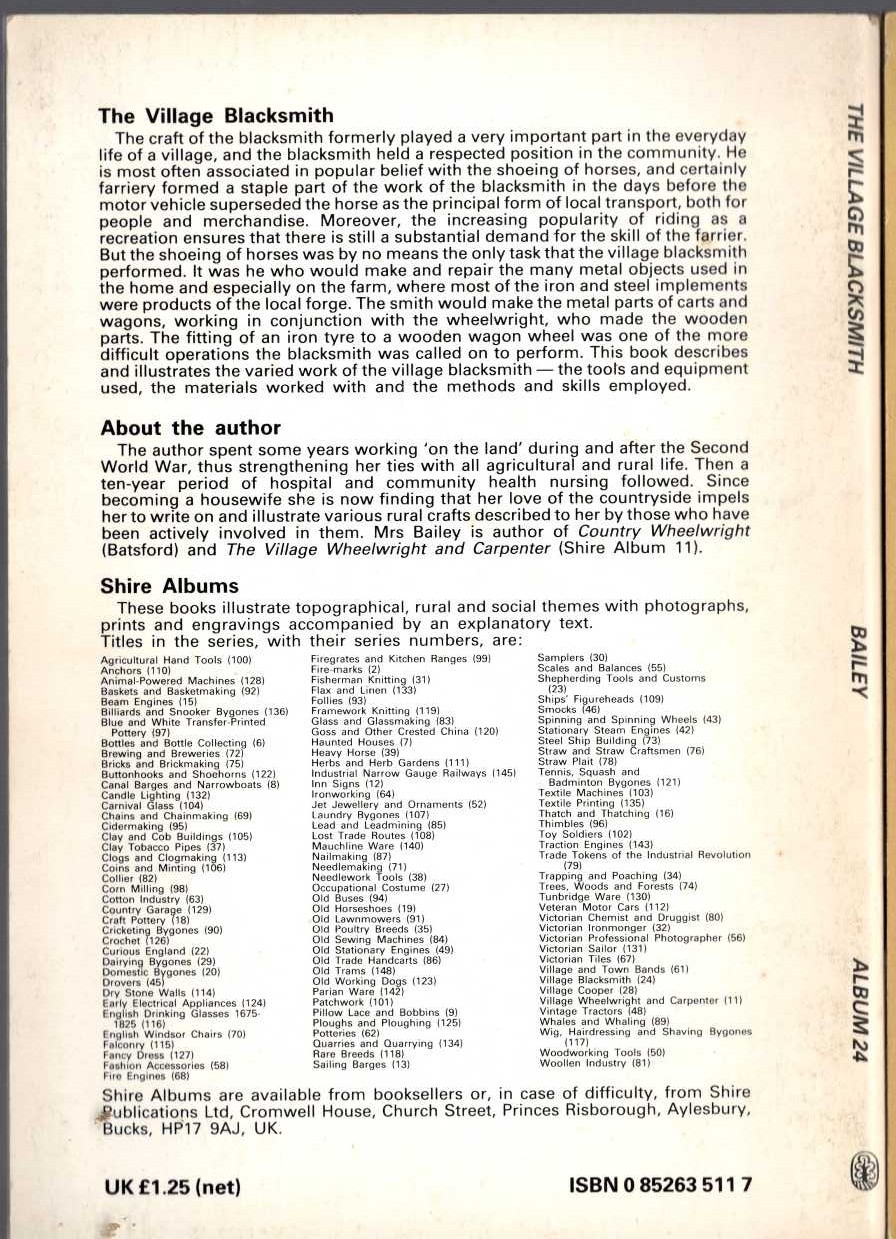 The Village Blacksmith
The craft of the blacksmith formerly played a very important part in the everyday
life of a village, and the blacksmith held a respected position in the community. He
is most often associated in popular belief with the shoeing of horses, and certainly
farriery formed a staple part of the work of the blacksmith in the days before the
motor vehicle superseded the horse as the principal form of local transport, both for
people and merchandise. Moreover, the increasing popularity of riding as a
recreation ensures that there is still a substantial demand for the skill of the farrier.
But the shoeing of horses was by no means the only task that the village blacksmith
performed. It was he who would make and repair the many metal objects used in
the home and especially on the farm, where most of the iron and steel implements
were products of the local forge. The smith would make the metal parts of carts and
wagons, working in conjunction with the wheelwright, who made the wooden
parts. The fitting of an iron tyre to a wooden wagon wheel was one of the more
difficult operations the blacksmith was called on to perform. This book describes
and illustrates the varied work of the village blacksmith — the tools and equipment
used, the materials worked with and the methods and skills employed.
About the author
The author spent some years working 'on the land' during and after the Second
World War, thus strengthening her ties with all agricultural and rural life. Then a
ten-year period of hospital and community health nursing followed. Since
becoming a housewife she is now finding that her love of the countryside impels
her to write on and illustrate various rural crafts described to her by those who have
been actively involved in them. Mrs Bailey is author of Country Wheelwright
(Batsford) and The Village Wheelwright and Carpenter (Shire Album 11).
Shire Albums
These books illustrate topographical, rural and social themes with photographs,
prints and engravings accompanied by an explanatory text.
Titles in the series, with their series numbers, are:
Agricultural Hand Tools (100)
Anchors (110)
Animal-Powered Machines (128)
Baskets and Basketmaking (92)
Beam Engines (15)
Billiards and Snooker Bygones (136)
Blue and White Transfer-Printed
Pottery (97)
Bottles and Bottle Collecting (6)
Brewing and Breweries (72)
Bricks and Brickmaking (75)
Buttonhooks and Shoehorns (122)
Canal Barges and Narrowboats (8)
Candle Lighting (132)
Carnival Glass (104)
Chains and Chainmaking (69)
Cidermaking (95)
Clay and Cob Buildings (105)
Clay Tobacco Pipes (37)
Clogs and Clogmaking (113)
Coins and Minting (106)
Collier (82)
Corn Milling (98)
Cotton Industry (63)
Country Garage (129)
Craft Pottery (18)
Cricketing Bygones (90)
Crochet (126)
Curious England (22)
Dairying Bygones (29)
Domestic Bygones (20)
Drovers (45)
Dry Stone Walls (114)
Early Electrical Appliances (124)
English Drinking Glasses 1675-
1825 (116)
English Windsor Chairs (70)
Falconry (115)
Fancy Dress (127)
Fashion Accessories (58)
Fire Engines (68)
Firegrates and Kitchen Ranges (99)
Fire-marks (2)
Fisherman Knitting (31)
Flax and Linen (133)
Follies (93)
Framework Knitting (119)
Glass and Glassmaking (83)
Goss and Other Crested China (120)
Haunted Houses (7)
Heavy Horse (39)
Herbs and Herb Gardens (111)
Industrial Narrow Gauge Railways (145)
Inn Signs (12)
Ironworking (64)
Jet Jewellery and Ornaments (52)
Laundry Bygones (107)
Lead and Leadmining (85)
Lost Trade Routes (108)
Mauchline Ware (140)
Nailmaking (87)
Needlemaking (71)
Needlework Tools (38)
Occupational Costume (27)
Old Buses (94)
Old Horseshoes (19)
Old Lawnmowers (91)
Old Poultry Breeds (35)
Old Sewing Machines (84)
Old Stationary Engines (49)
Old Trade Handcarts (86)
Old Trams (148)
Old Working Dogs (123)
Parian Ware (142)
Patchwork (101)
Pillow Lace and Bobbins (9)
Ploughs and Ploughing (125)
Potteries (62)
Quarries and Quarrying (134)
Rare Breeds (118)
Sailing Barges (13)
Samplers (30)
Scales and Balances (55)
Shepherding Tools and Customs
(23)
Ships' Figureheads (109)
Smocks (46)
Spinning and Spinning Wheels (43)
Stationary Steam Engines (42)
Steel Ship Building (73)
Straw and Straw Craftsmen (76)
Straw Plait (78)
Tennis, Squash and
Badminton Bygones (121)
Textile Machines (103)
Textile Printing (135)
Thatch and Thatching (16)
Thimbles (96)
Toy Soldiers (102)
Traction Engines (143)
Trade Tokens of the Industrial Revolution
(79)
Trapping and Poaching (34)
Trees, Woods and Forests (74)
Tunbridge Ware (130)
Veteran Motor Cars (112)
Victorian Chemist and Druggist (80)
Victorian Ironmonger (32)
Victorian Professional Photographer (56)
Victorian Sailor (131)
Victorian Tiles (67)
Village and Town Bands (61)
Village Blacksmith (24)
Village Cooper (28)
Village Wheelwright and Carpenter (11)
Vintage Tractors (48)
Whales and Whaling (89)
Wig, Hairdressing and Shaving Bygones
(117)
Woodworking Tools (50)
Woollen Industry (81)
Shire Albums are available from booksellers or, in case of difficulty, from Shire
Publications Ltd, Cromwell House, Church Street, Princes Risborough, Aylesbury,
Bucks, HP17 9AJ, UK.
UK £1.25 (net)
ISBN 0 85263 511 7
THE VILLAGE BLACKSMITH
BAILEY
ALBUM 24